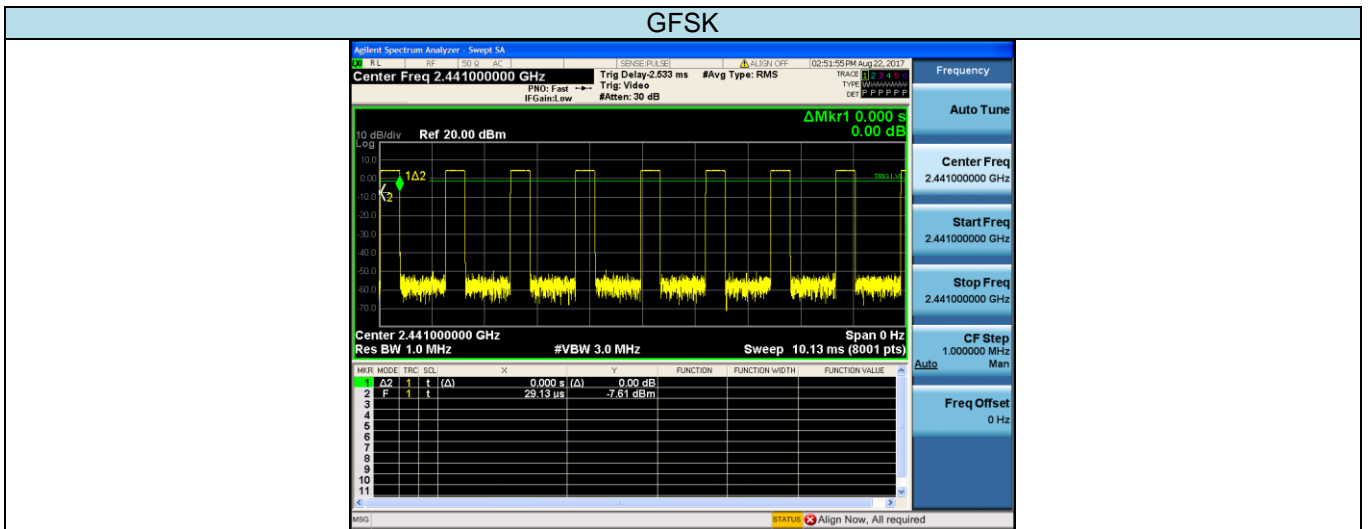 GFSK
Agilent Spectrum Analyzer - Swept SA
RL RF 50 Ω AC SENSE:PULSE ALIGN OFF 02:51:55 PM Aug 22, 2017
Center Freq 2.441000000 GHz
Trig Delay-2.533 ms #Avg Type: RMS
PNO: Fast Trig: Video
IFGain:Low #Atten: 30 dB
TRACE 1 2 3 4 5 6
TYPE
DET P P P P P P
ΔMkr1 0.000 s
0.00 dB
10 dB/div Ref 20.00 dBm
Log
10.0
0.00
-10.0
-20.0
-30.0
-40.0
-50.0
-60.0
-70.0
1Δ2
2
Center 2.441000000 GHz Span 0 Hz
Res BW 1.0 MHz #VBW 3.0 MHz Sweep 10.13 ms (8001 pts)
MKR MODE TRC SCL X Y FUNCTION FUNCTION WIDTH FUNCTION VALUE
1 Δ2 1 t (Δ) 0.000 s (Δ) 0.00 dB
2 F 1 t 29.13 µs -7.61 dBm
3
4
5
6
7
8
9
10
11
MSG STATUS Align Now, All required
Frequency
Auto Tune
Center Freq
2.441000000 GHz
Start Freq
2.441000000 GHz
Stop Freq
2.441000000 GHz
CF Step
1.000000 MHz
Auto Man
Freq Offset
0 Hz